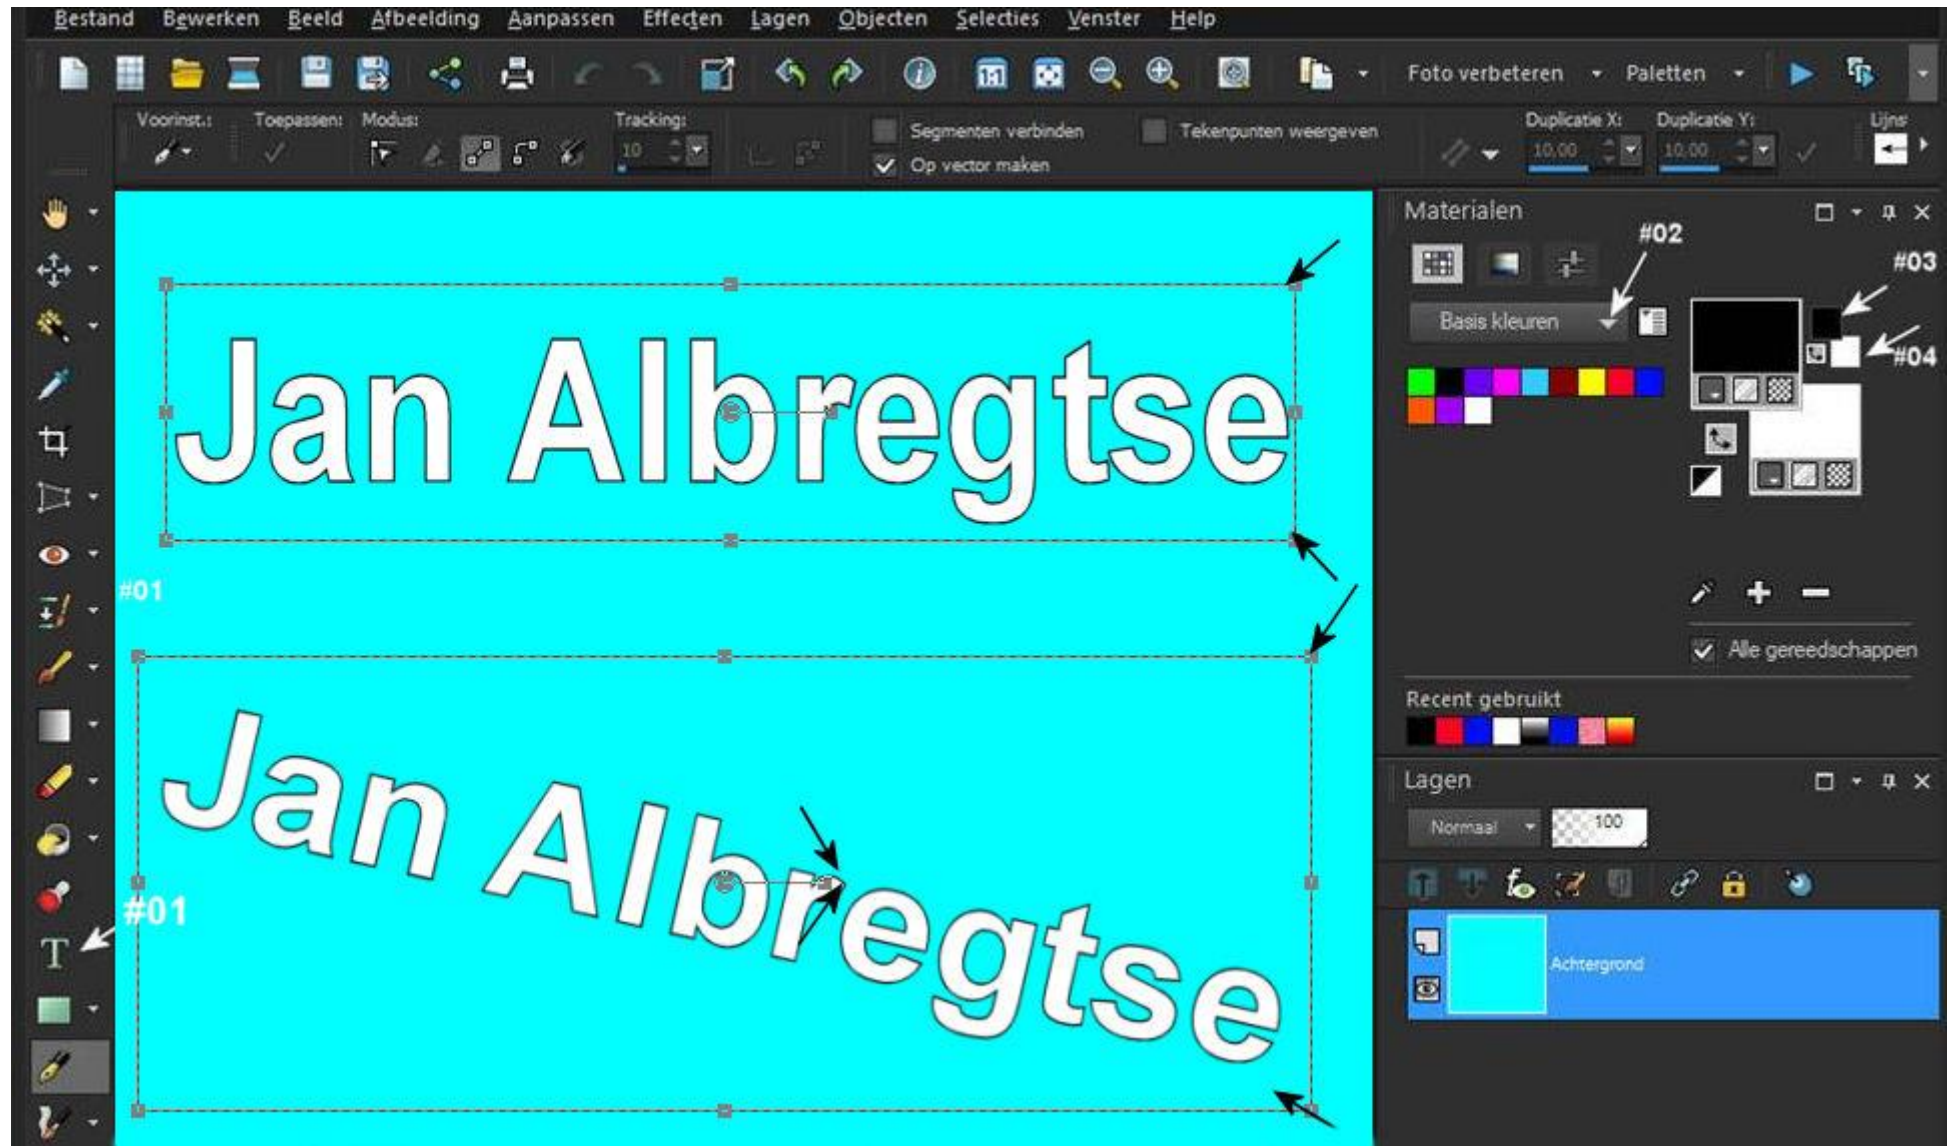 Bestand Bewerken Beeld Afbeelding Aanpassen Effecten Lagen Objecten Selecties Venster Help
1:1 Foto verbeteren Paletten
Voorinst.: Toepassen: Modus: Tracking: Segmenten verbinden Tekenpunten weergeven Duplicatie X: Duplicatie Y: Lijns
10 Op vector maken 10,00 10,00
Materialen
#02
#03
Basis kleuren
#04
Jan Albregtse
#01
Alle gereedschappen
Recent gebruikt
Lagen
Normaal 100
Jan Albregtse
#01
T
Achtergrond